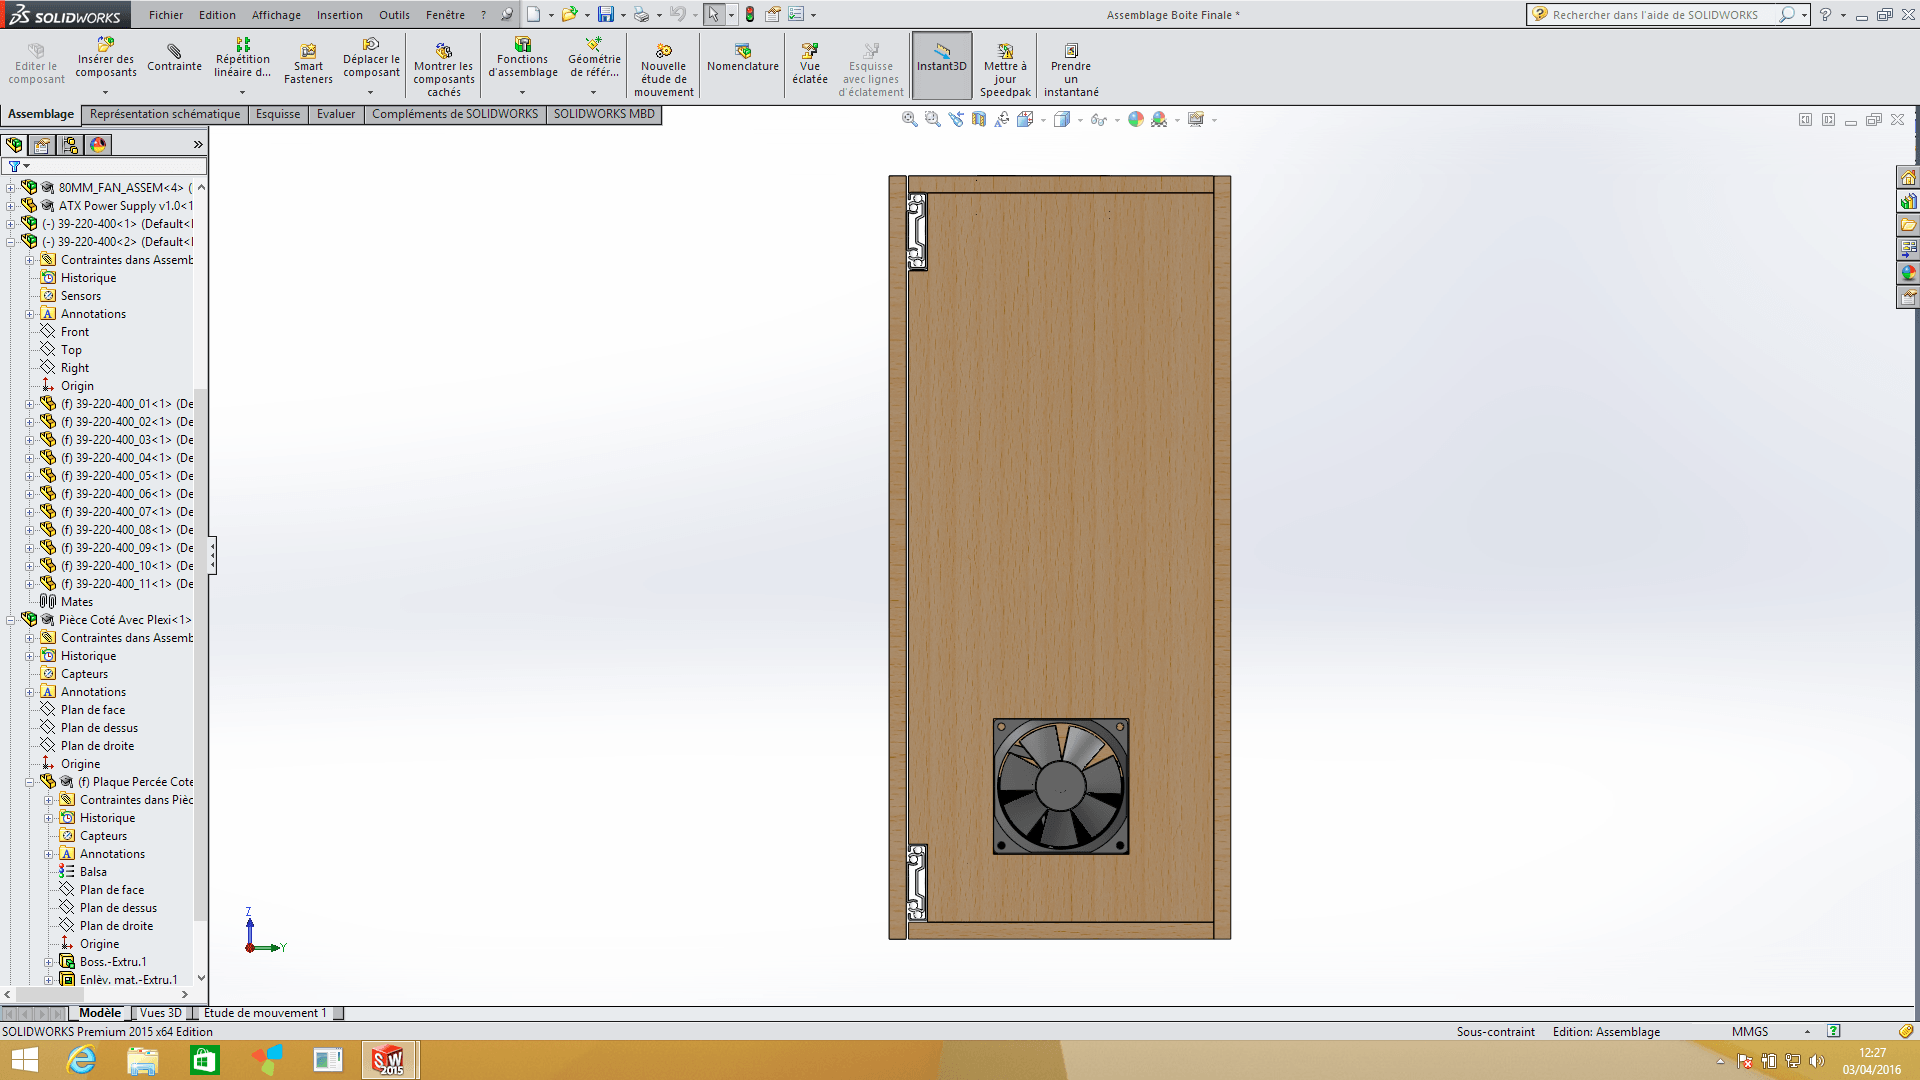 SOLIDWORKS
Fichier Edition Affichage Insertion Outils Fenêtre ?
Assemblage Boite Finale *
Rechercher dans l'aide de SOLIDWORKS
Editer le composant
Insérer des composants
Contrainte
Répétition linéaire d...
Smart Fasteners
Déplacer le composant
Montrer les composants cachés
Fonctions d'assemblage
Géométrie de référ...
Nouvelle étude de mouvement
Nomenclature
Vue éclatée
Esquisse avec lignes d'éclatement
Instant3D
Mettre à jour Speedpak
Prendre un instantané
Assemblage Représentation schématique Esquisse Evaluer Compléments de SOLIDWORKS SOLIDWORKS MBD
80MM_FAN_ASSEM<4> (
ATX Power Supply v1.0<1
(-) 39-220-400<1> (Default<
(-) 39-220-400<2> (Default<
Contraintes dans Assemb
Historique
Sensors
Annotations
Front
Top
Right
Origin
(f) 39-220-400_01<1> (De
(f) 39-220-400_02<1> (De
(f) 39-220-400_03<1> (De
(f) 39-220-400_04<1> (De
(f) 39-220-400_05<1> (De
(f) 39-220-400_06<1> (De
(f) 39-220-400_07<1> (De
(f) 39-220-400_08<1> (De
(f) 39-220-400_09<1> (De
(f) 39-220-400_10<1> (De
(f) 39-220-400_11<1> (De
Mates
Pièce Coté Avec Plexi<1>
Contraintes dans Assemb
Historique
Capteurs
Annotations
Plan de face
Plan de dessus
Plan de droite
Origine
(f) Plaque Percée Cote
Contraintes dans Pièc
Historique
Capteurs
Annotations
Balsa
Plan de face
Plan de dessus
Plan de droite
Origine
Boss.-Extru.1
Enlèv. mat.-Extru.1
Z
Y
Modèle Vues 3D Etude de mouvement 1
SOLIDWORKS Premium 2015 x64 Edition
Sous-contraint Edition: Assemblage MMGS
SW 2015
12:27
03/04/2016